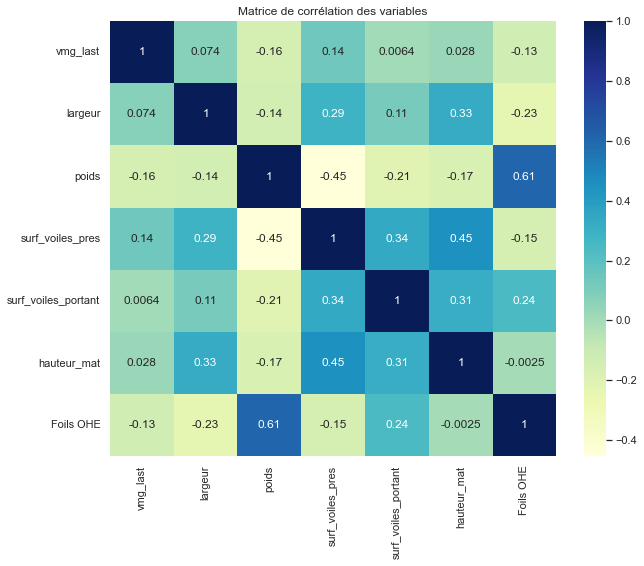 Matrice de corrélation des variables
vmg_last 1 0.074 -0.16 0.14 0.0064 0.028 -0.13
largeur 0.074 1 -0.14 0.29 0.11 0.33 -0.23
poids -0.16 -0.14 1 -0.45 -0.21 -0.17 0.61
surf_voiles_pres 0.14 0.29 -0.45 1 0.34 0.45 -0.15
surf_voiles_portant 0.0064 0.11 -0.21 0.34 1 0.31 0.24
hauteur_mat 0.028 0.33 -0.17 0.45 0.31 1 -0.0025
Foils OHE -0.13 -0.23 0.61 -0.15 0.24 -0.0025 1
vmg_last
largeur
poids
surf_voiles_pres
surf_voiles_portant
hauteur_mat
Foils OHE
1.0
0.8
0.6
0.4
0.2
0.0
−0.2
−0.4